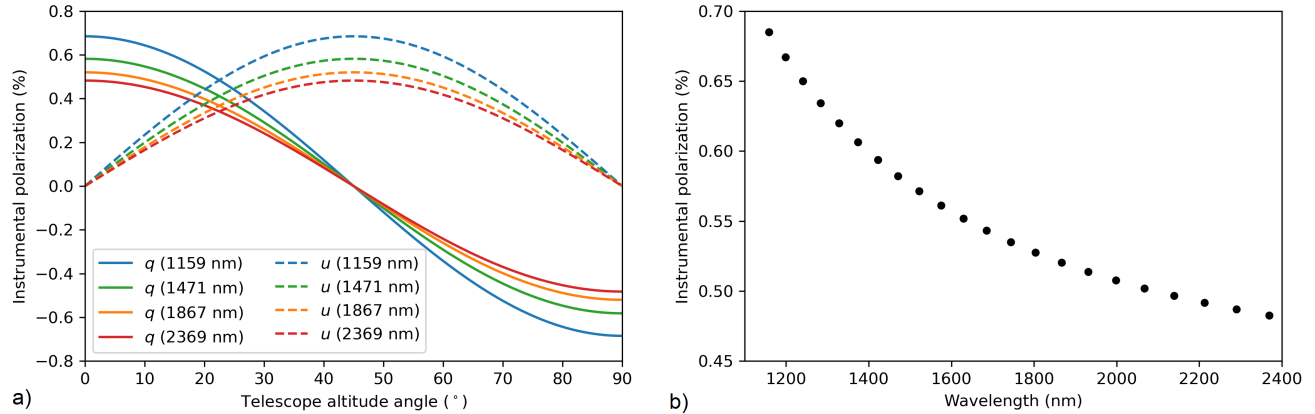 0.8
0.6
0.4
0.2
0.0
−0.2
−0.4
−0.6
−0.8
Instrumental polarization (%)
q (1159 nm)
q (1471 nm)
q (1867 nm)
q (2369 nm)
u (1159 nm)
u (1471 nm)
u (1867 nm)
u (2369 nm)
0 10 20 30 40 50 60 70 80 90
Telescope altitude angle (°)
a)
0.70
0.65
0.60
0.55
0.50
0.45
Instrumental polarization (%)
1200 1400 1600 1800 2000 2200 2400
Wavelength (nm)
b)